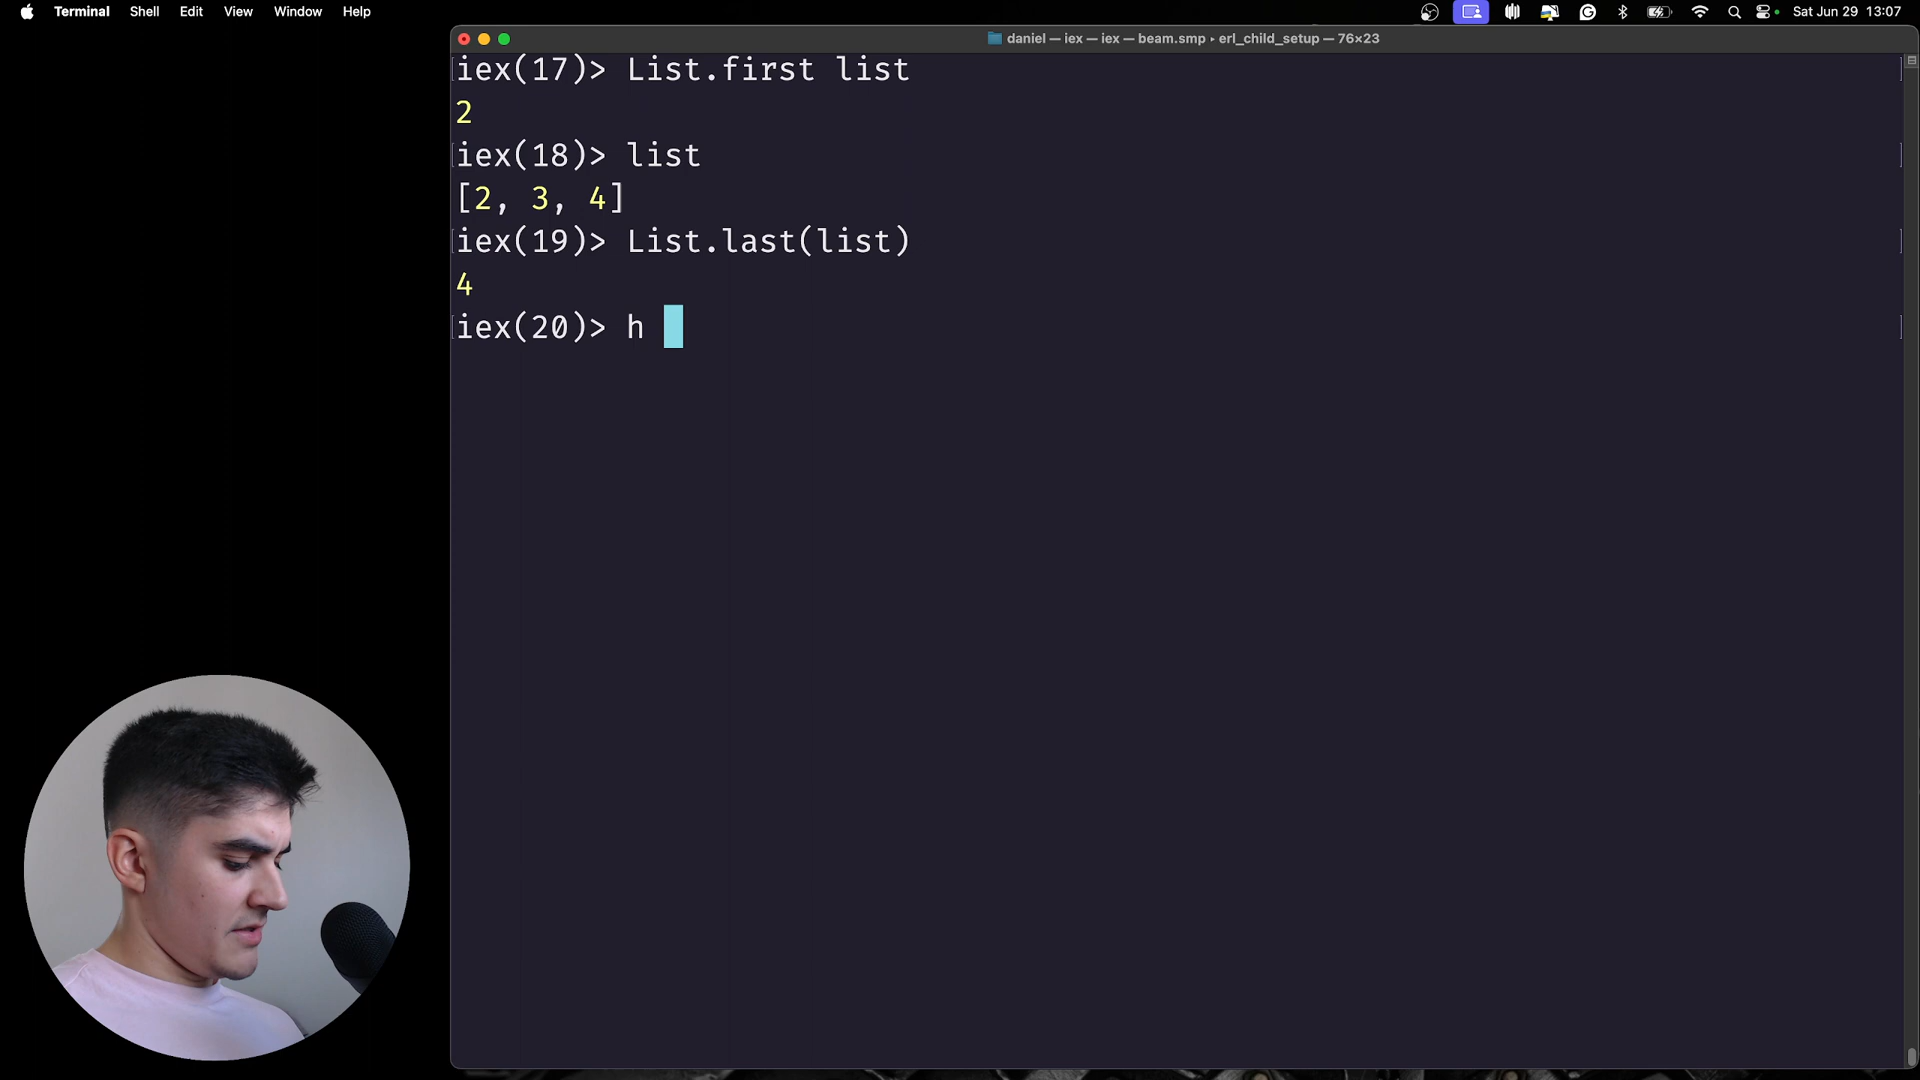 Terminal Shell Edit View Window Help Sat Jun 29 13:07
daniel — iex — iex — beam.smp ▸ erl_child_setup — 76×23
iex(17)> List.first list
2
iex(18)> list
[2, 3, 4]
iex(19)> List.last(list)
4
iex(20)> h